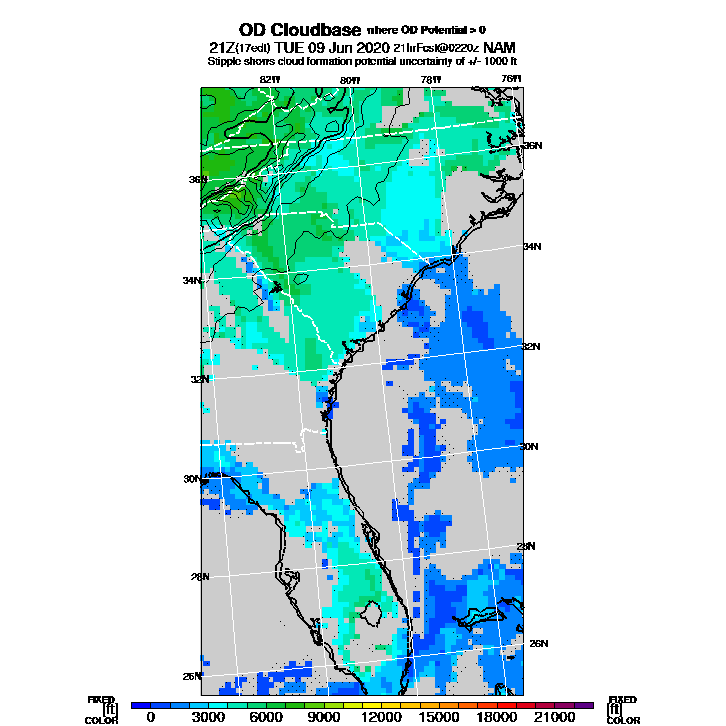 OD Cloudbase where OD Potential > 0
21Z(17edt) TUE 09 Jun 2020 21hrFcst@0220z NAM
Stipple shows cloud formation potential uncertainty of +/- 1000 ft
82W 80W 78W 76W
36N 36N
34N 34N
32N 32N
30N 30N
28N 28N
26N 26N
FIXED FIXED
[ft] [ft]
COLOR COLOR
0 3000 6000 9000 12000 15000 18000 21000